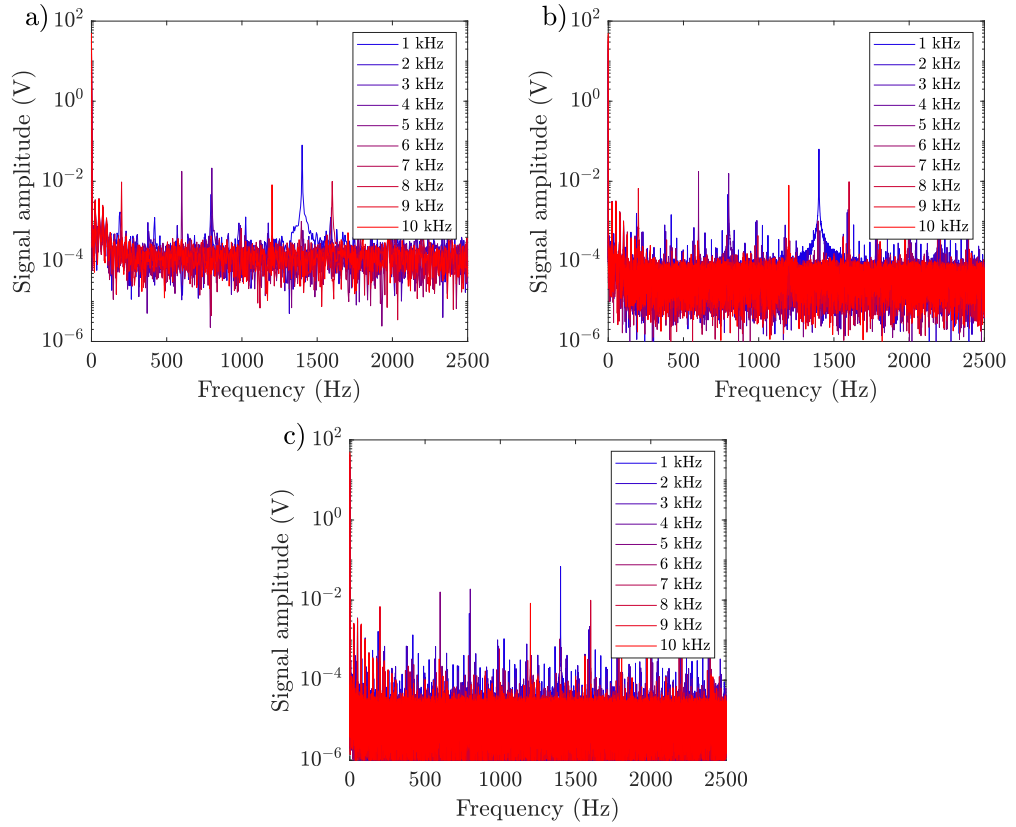 a)
10^2
10^0
10^-2
10^-4
10^-6
Signal amplitude (V)
0 500 1000 1500 2000 2500
Frequency (Hz)
1 kHz
2 kHz
3 kHz
4 kHz
5 kHz
6 kHz
7 kHz
8 kHz
9 kHz
10 kHz
b)
10^2
10^0
10^-2
10^-4
10^-6
Signal amplitude (V)
0 500 1000 1500 2000 2500
Frequency (Hz)
1 kHz
2 kHz
3 kHz
4 kHz
5 kHz
6 kHz
7 kHz
8 kHz
9 kHz
10 kHz
c)
10^2
10^0
10^-2
10^-4
10^-6
Signal amplitude (V)
0 500 1000 1500 2000 2500
Frequency (Hz)
1 kHz
2 kHz
3 kHz
4 kHz
5 kHz
6 kHz
7 kHz
8 kHz
9 kHz
10 kHz